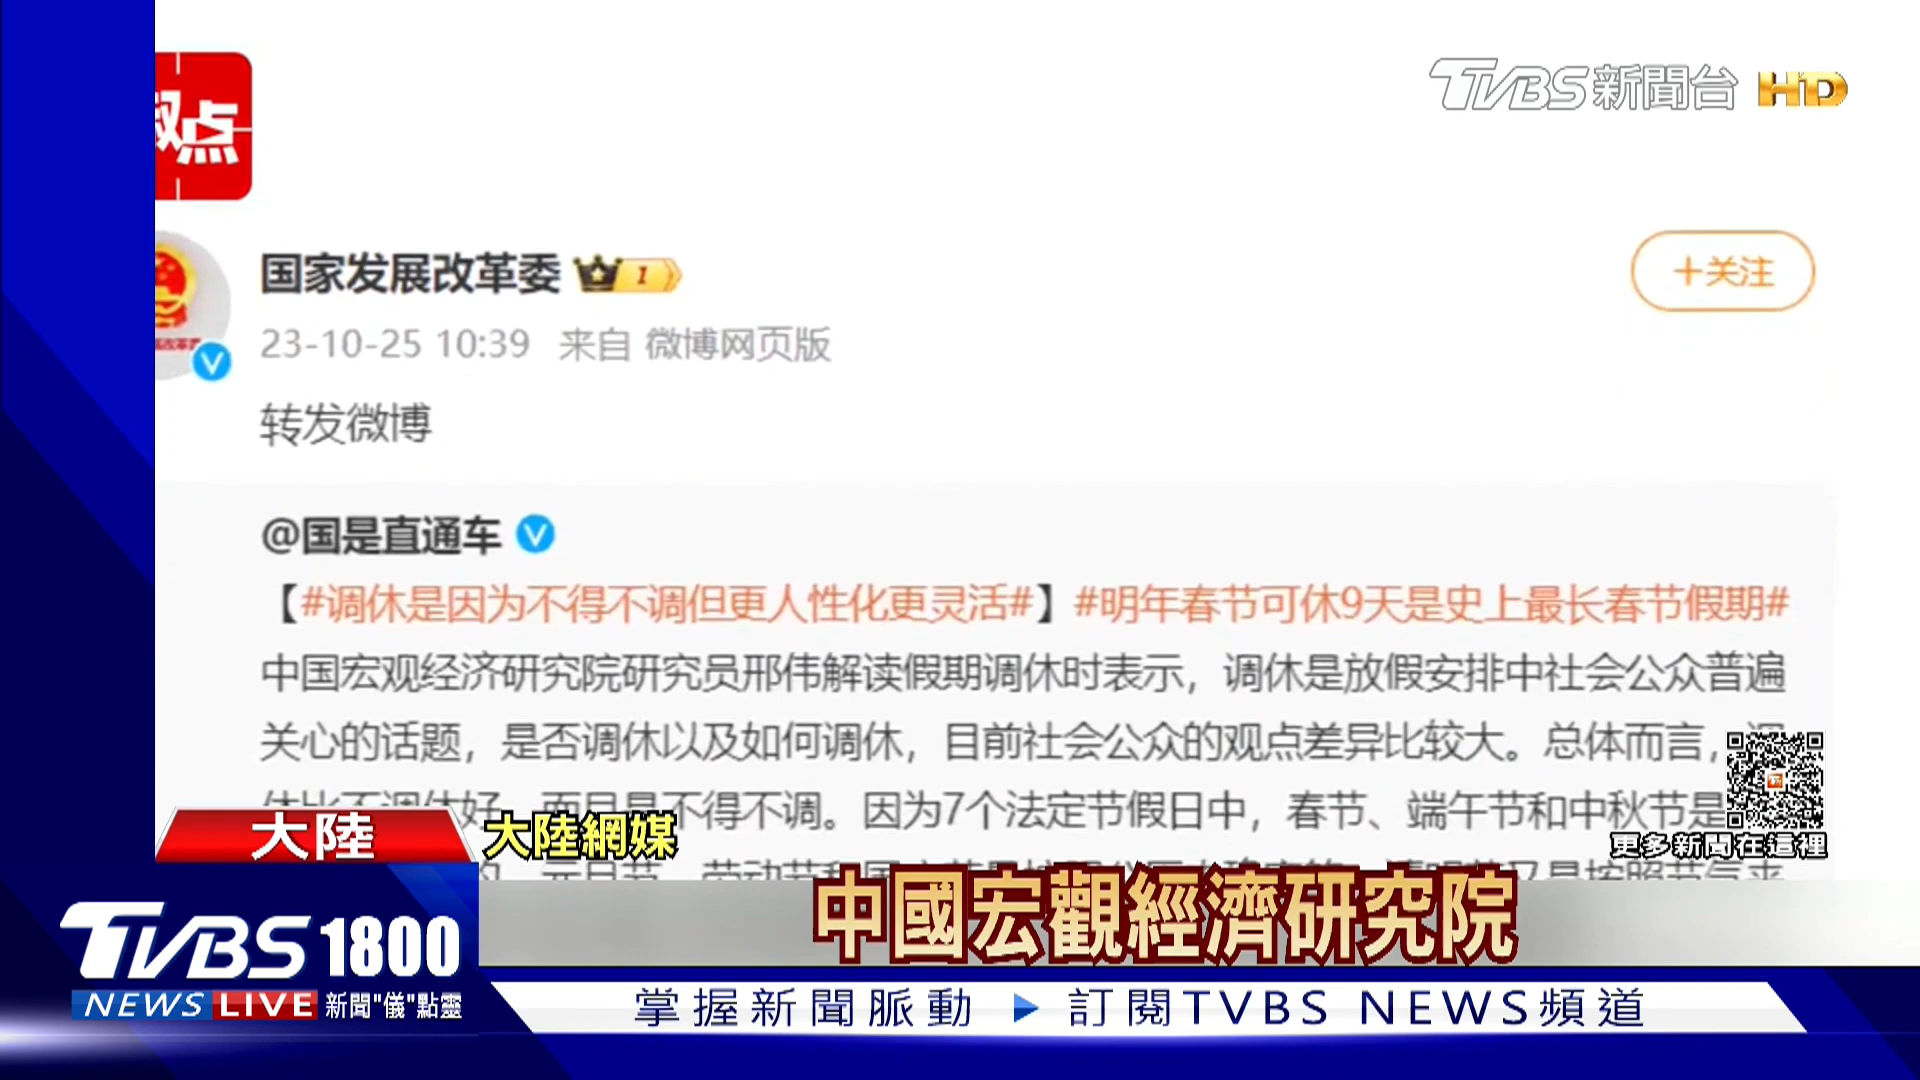 TVBS新聞台 HD
点
国家发展改革委 1
+关注
23-10-25 10:39 来自 微博网页版
转发微博
@国是直通车
【#调休是因为不得不调但更人性化更灵活#】#明年春节可休9天是史上最长春节假期#
中国宏观经济研究院研究员邢伟解读假期调休时表示，调休是放假安排中社会公众普遍
关心的话题，是否调休以及如何调休，目前社会公众的观点差异比较大。总体而言，
不得不调。因为7个法定节假日中，春节、端午节和中秋节是
更多新聞在這裡
大陸
大陸網媒
中國宏觀經濟研究院
TVBS 1800
NEWS LIVE 新聞"儀"點靈
掌握新聞脈動 ▶ 訂閱TVBS NEWS頻道